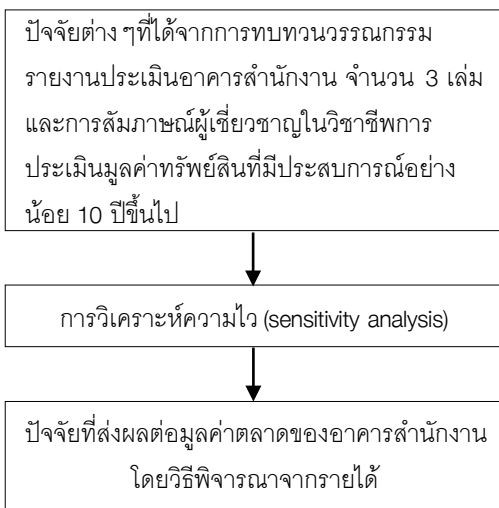 ปัจจัยต่าง ๆที่ได้จากการทบทวนวรรณกรรม
รายงานประเมินอาคารสำนักงาน จำนวน 3 เล่ม
และการสัมภาษณ์ผู้เชี่ยวชาญในวิชาชีพการ
ประเมินมูลค่าทรัพย์สินที่มีประสบการณ์อย่าง
น้อย 10 ปีขึ้นไป
การวิเคราะห์ความไว (sensitivity analysis)
ปัจจัยที่ส่งผลต่อมูลค่าตลาดของอาคารสำนักงาน
โดยวิธีพิจารณาจากรายได้